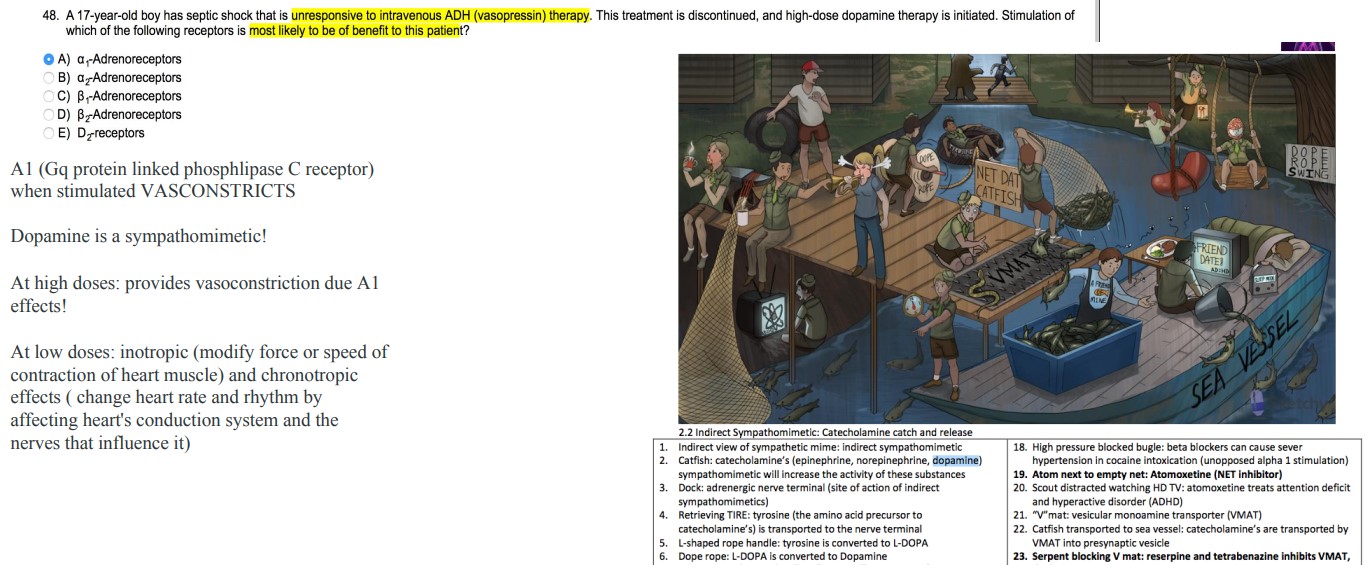 48. A 17-year-old boy has septic shock that is unresponsive to intravenous ADH (vasopressin) therapy. This treatment is discontinued, and high-dose dopamine therapy is initiated. Stimulation of
which of the following receptors is most likely to be of benefit to this patient?
A) α₁-Adrenoreceptors
B) α₂-Adrenoreceptors
C) β₁-Adrenoreceptors
D) β₂-Adrenoreceptors
E) D₂-receptors
A1 (Gq protein linked phosphlipase C receptor)
when stimulated VASCONSTRICTS
Dopamine is a sympathomimetic!
At high doses: provides vasoconstriction due A1
effects!
At low doses: inotropic (modify force or speed of
contraction of heart muscle) and chronotropic
effects ( change heart rate and rhythm by
affecting heart's conduction system and the
nerves that influence it)
DOPE
ROPE
NET DAT
CATFISH
DOPE
ROPE
SWING
VMAT
FRIEND
DATE!
ADHD
SEA VESSEL
2.2 Indirect Sympathomimetic: Catecholamine catch and release
1. Indirect view of sympathetic mime: indirect sympathomimetic
2. Catfish: catecholamine's (epinephrine, norepinephrine, dopamine)
sympathomimetic will increase the activity of these substances
3. Dock: adrenergic nerve terminal (site of action of indirect
sympathomimetics)
4. Retrieving TIRE: tyrosine (the amino acid precursor to
catecholamine's) is transported to the nerve terminal
5. L-shaped rope handle: tyrosine is converted to L-DOPA
6. Dope rope: L-DOPA is converted to Dopamine
18. High pressure blocked bugle: beta blockers can cause sever
hypertension in cocaine intoxication (unopposed alpha 1 stimulation)
19. Atom next to empty net: Atomoxetine (NET inhibitor)
20. Scout distracted watching HD TV: atomoxetine treats attention deficit
and hyperactive disorder (ADHD)
21. "V"mat: vesicular monoamine transporter (VMAT)
22. Catfish transported to sea vessel: catecholamine's are transported by
VMAT into presynaptic vesicle
23. Serpent blocking V mat: reserpine and tetrabenazine inhibits VMAT,